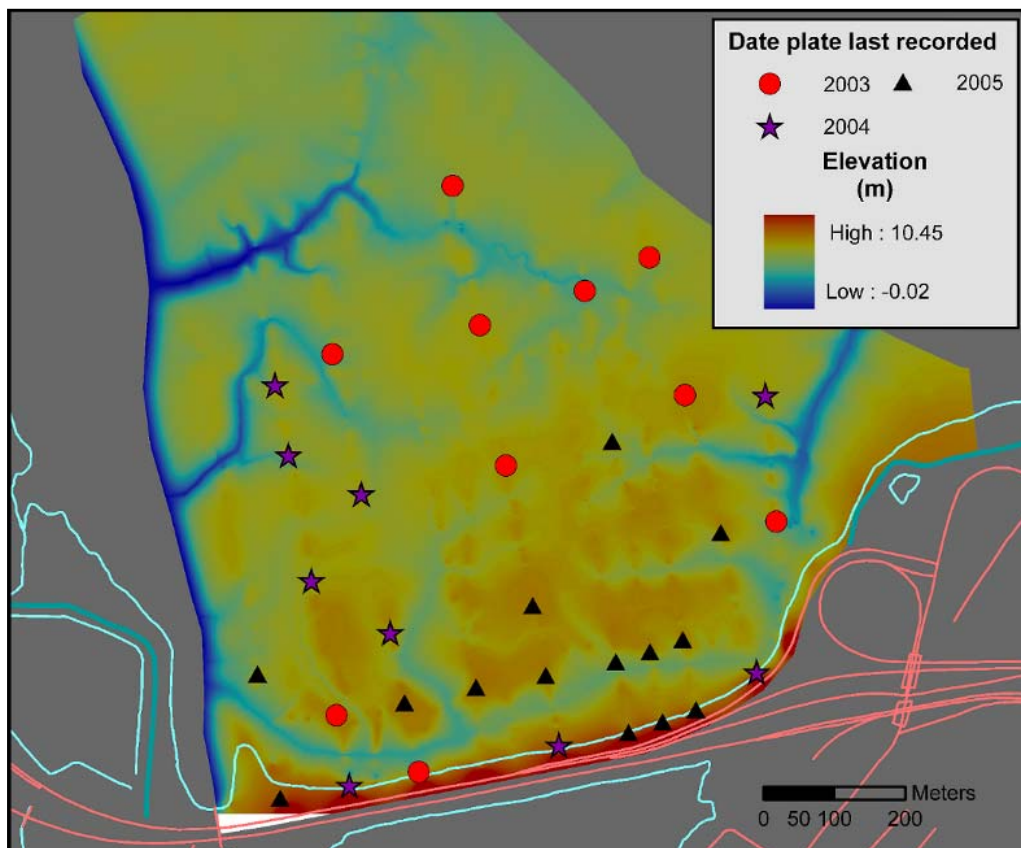 Date plate last recorded
2003 2005
2004
Elevation
(m)
High : 10.45
Low : -0.02
Meters
0 50 100 200